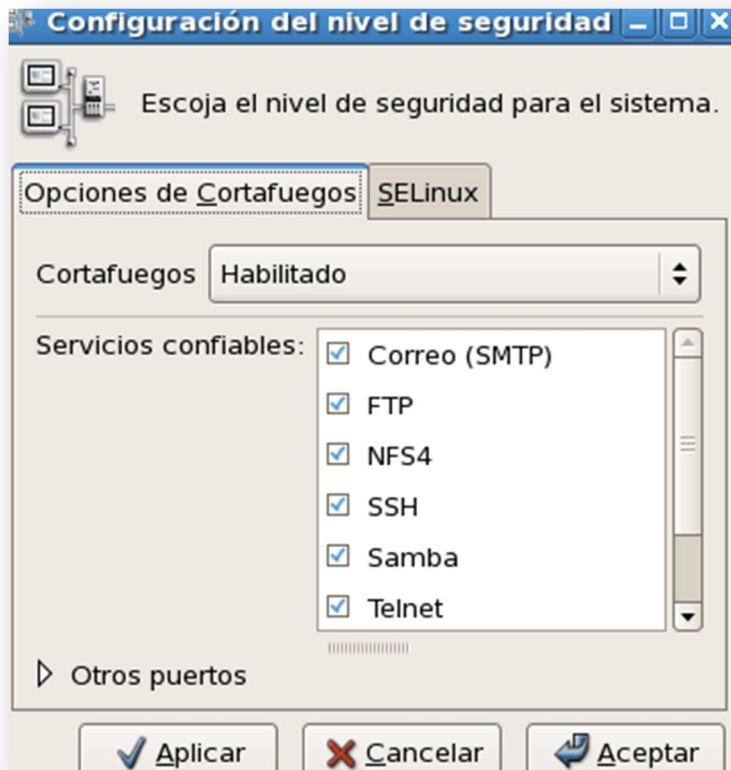 Configuración del nivel de seguridad
Escoja el nivel de seguridad para el sistema.
Opciones de Cortafuegos SELinux
Cortafuegos Habilitado
Servicios confiables:
Correo (SMTP)
FTP
NFS4
SSH
Samba
Telnet
Otros puertos
Aplicar Cancelar Aceptar